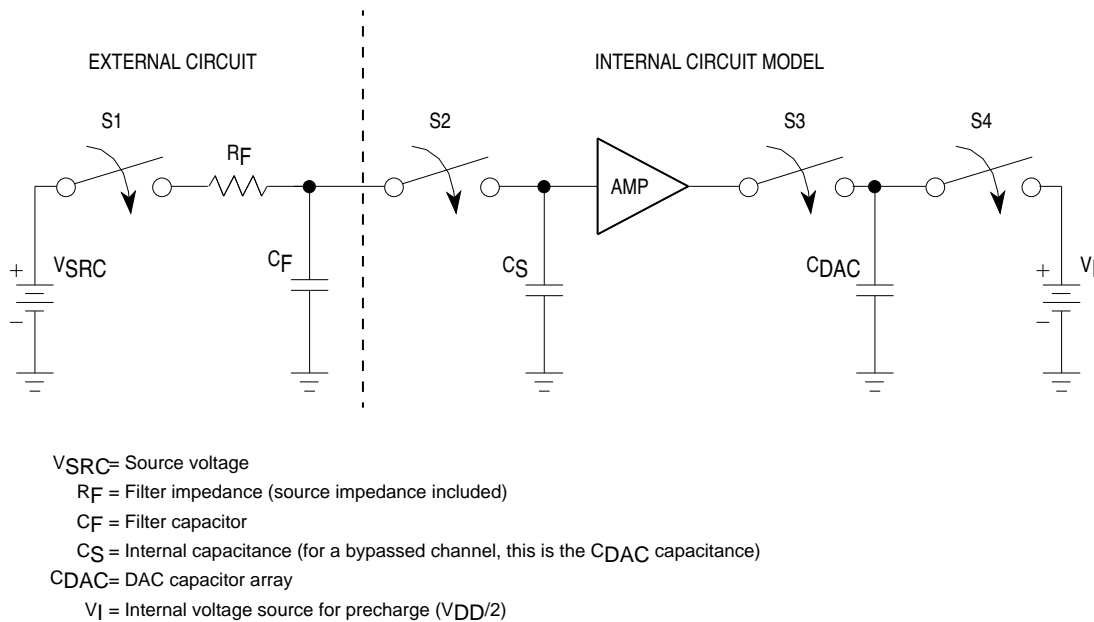 EXTERNAL CIRCUIT
INTERNAL CIRCUIT MODEL
S1
S2
S3
S4
RF
AMP
+
VSRC
−
CF
CS
CDAC
+
VI
−
VSRC= Source voltage
RF = Filter impedance (source impedance included)
CF = Filter capacitor
CS = Internal capacitance (for a bypassed channel, this is the CDAC capacitance)
CDAC= DAC capacitor array
VI = Internal voltage source for precharge (VDD/2)